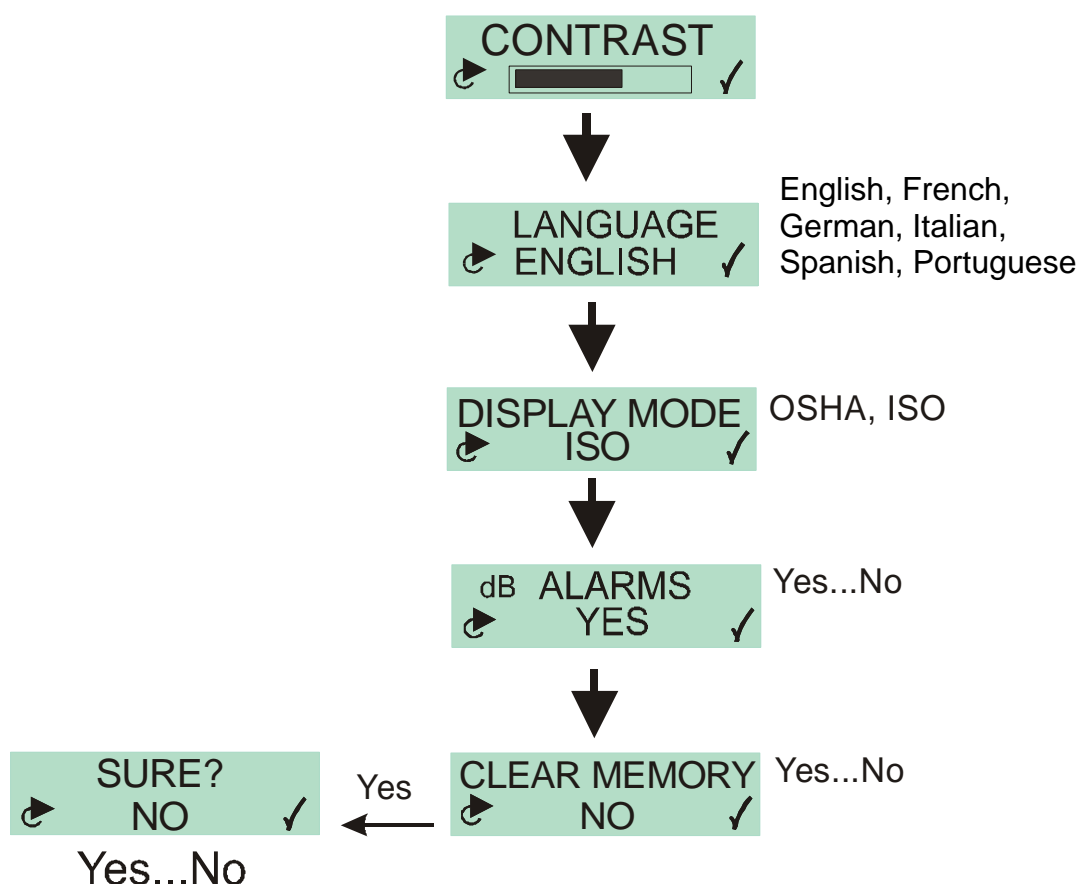 CONTRAST
LANGUAGE
ENGLISH
English, French,
German, Italian,
Spanish, Portuguese
DISPLAY MODE
ISO
OSHA, ISO
dB ALARMS
YES
Yes...No
CLEAR MEMORY
NO
Yes...No
Yes
SURE?
NO
Yes...No